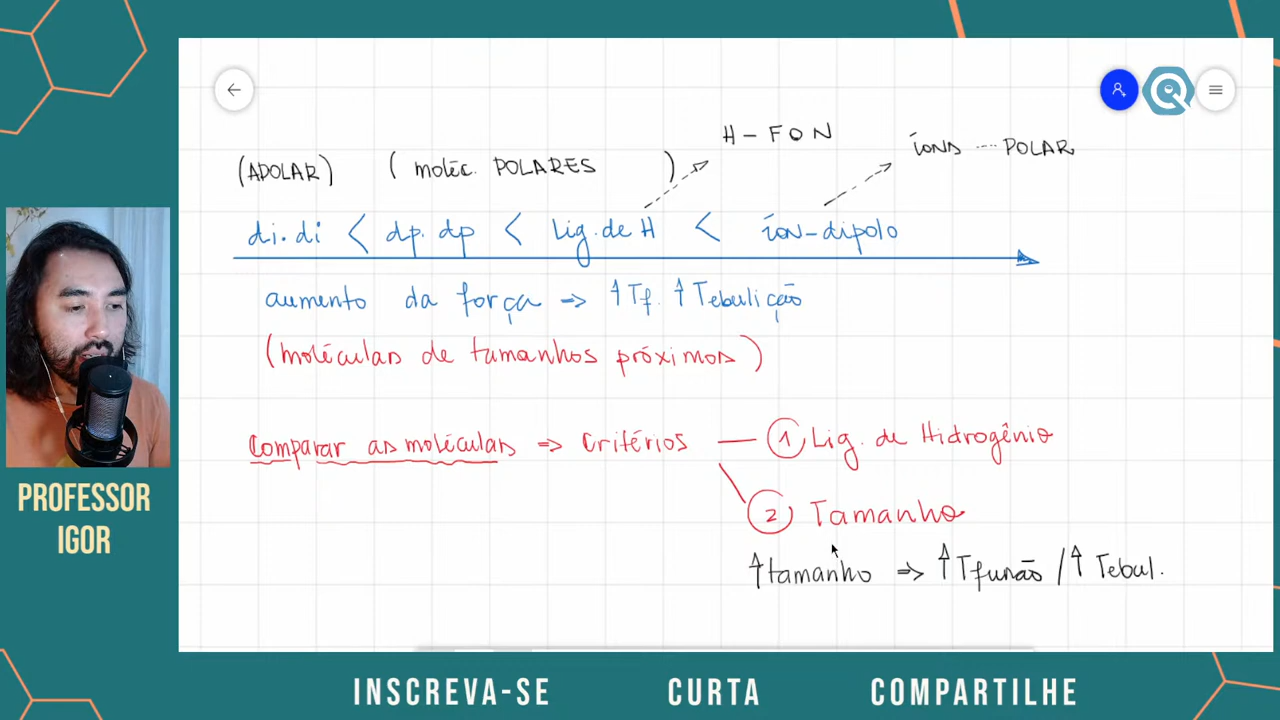 H - F O N
íons ---- POLAR
(APOLAR) ( moléc. POLARES )
di.di < dp.dp < Lig. de H < íon-dipolo
aumento da força => ↑Tf. ↑Tebulição
(moléculas de tamanhos próximos)
Comparar as moléculas => Critérios — 1 Lig. de Hidrogênio
2 Tamanho
↑tamanho => ↑Tfusão / ↑Tebul.
PROFESSOR
IGOR
INSCREVA-SE CURTA COMPARTILHE